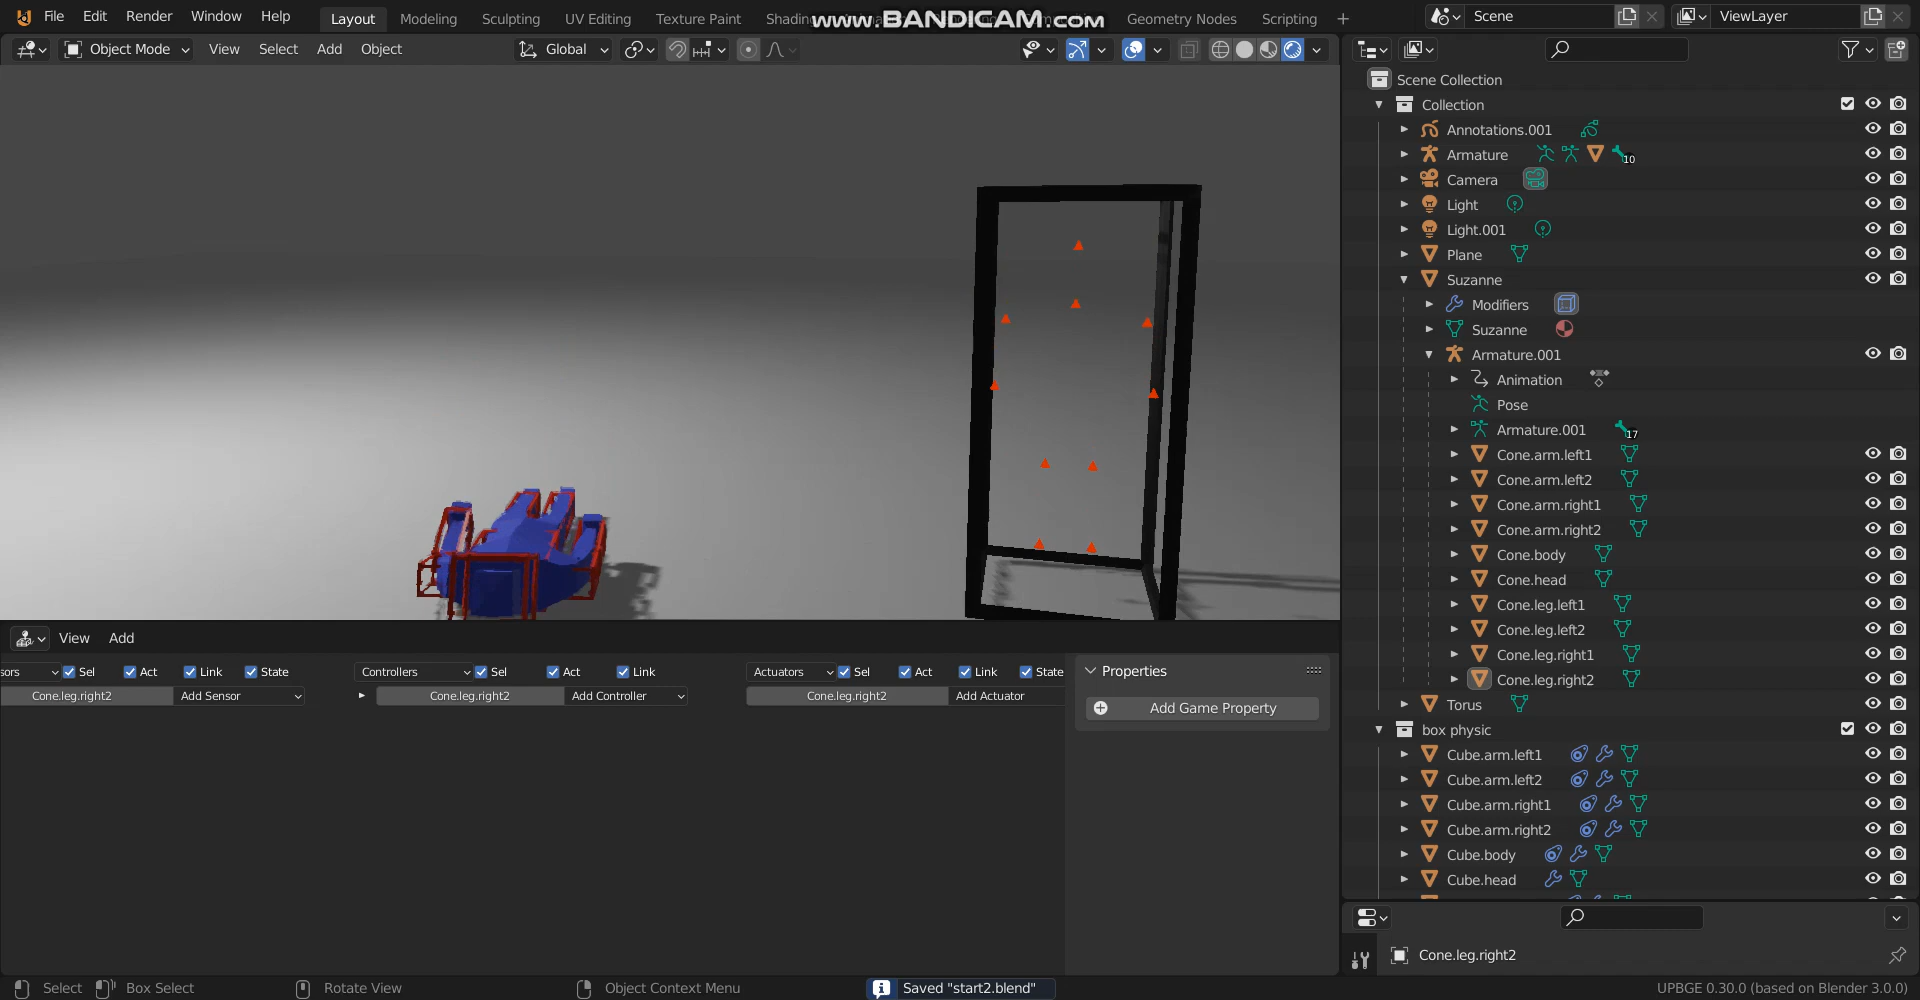 File Edit Render Window Help Layout Modeling Sculpting UV Editing Texture Paint Shading Geometry Nodes Scripting + Scene ViewLayer
www.BANDICAM.com
Object Mode View Select Add Object Global
Scene Collection
Collection
Annotations.001
Armature 10
Camera
Light
Light.001
Plane
Suzanne
Modifiers
Suzanne
Armature.001
Animation
Pose
Armature.001 17
Cone.arm.left1
Cone.arm.left2
Cone.arm.right1
Cone.arm.right2
Cone.body
Cone.head
Cone.leg.left1
Cone.leg.left2
Cone.leg.right1
Cone.leg.right2
Torus
box physic
Cube.arm.left1
Cube.arm.left2
Cube.arm.right1
Cube.arm.right2
Cube.body
Cube.head
View Add
sors Sel Act Link State Controllers Sel Act Link Actuators Sel Act Link State Properties
Cone.leg.right2 Add Sensor Cone.leg.right2 Add Controller Cone.leg.right2 Add Actuator
Add Game Property
Cone.leg.right2
Select Box Select Rotate View Object Context Menu Saved "start2.blend" UPBGE 0.30.0 (based on Blender 3.0.0)